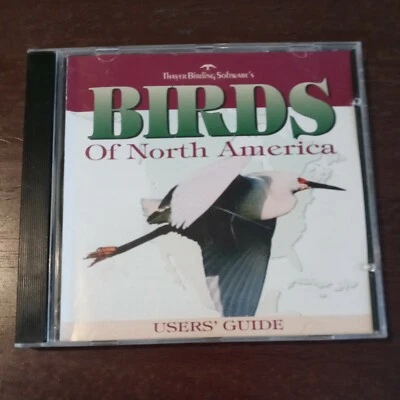 Thayer Birding Software's
BIRDS
Of North America
USERS' GUIDE